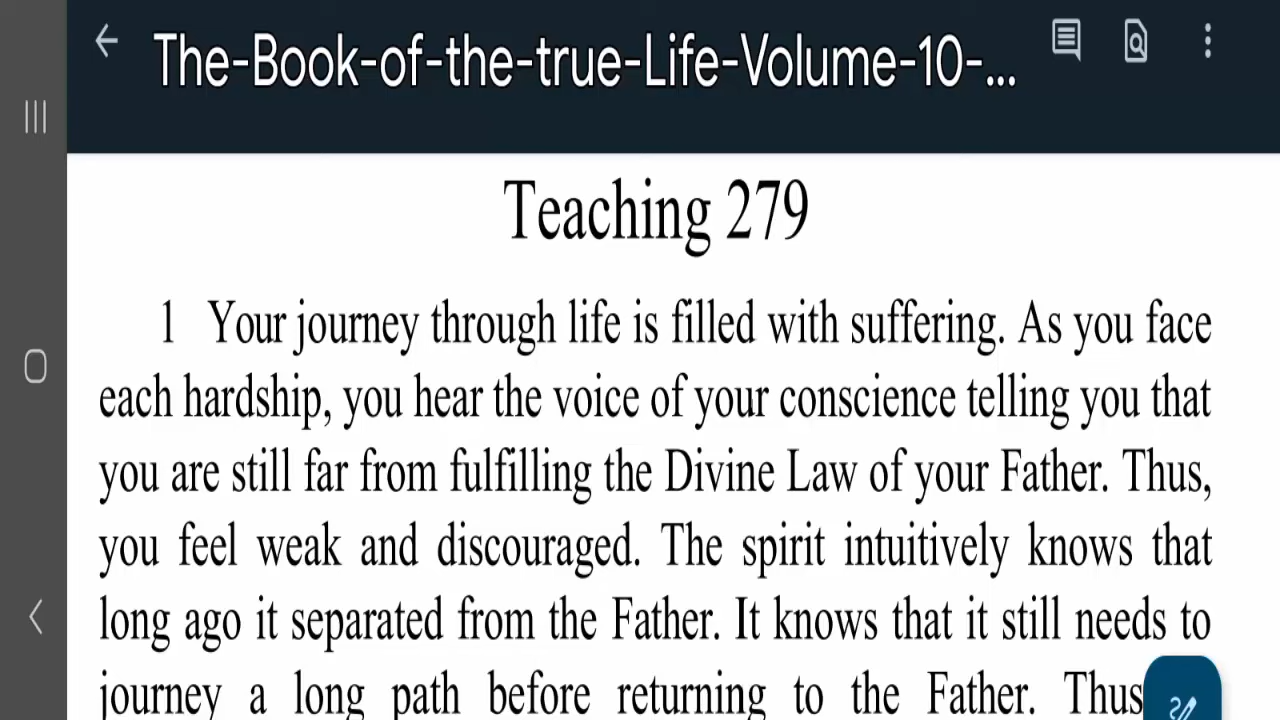 The-Book-of-the-true-Life-Volume-10-...
Teaching 279
1 Your journey through life is filled with suffering. As you face
each hardship, you hear the voice of your conscience telling you that
you are still far from fulfilling the Divine Law of your Father. Thus,
you feel weak and discouraged. The spirit intuitively knows that
long ago it separated from the Father. It knows that it still needs to
journey a long path before returning to the Father. Thus